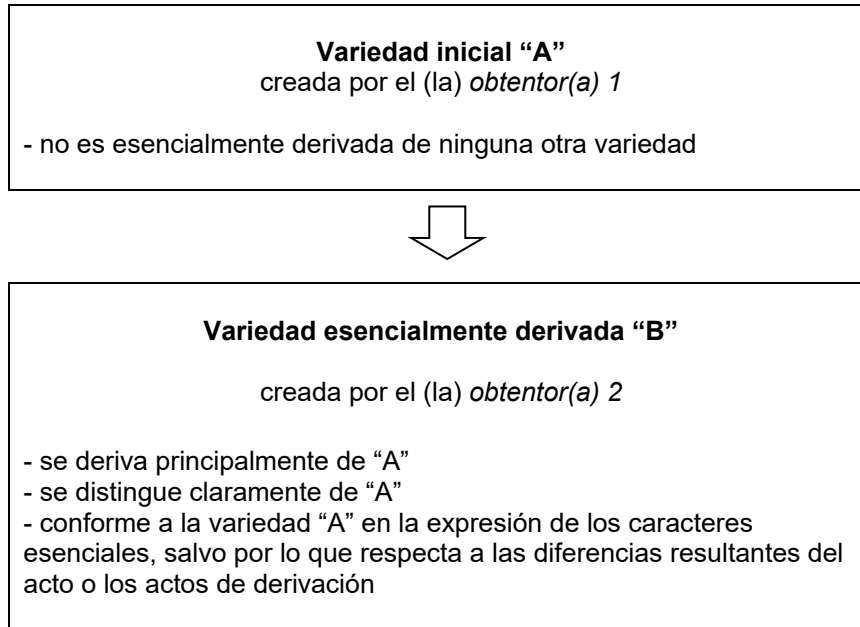 Variedad inicial “A”
creada por el (la) obtentor(a) 1
- no es esencialmente derivada de ninguna otra variedad
Variedad esencialmente derivada “B”
creada por el (la) obtentor(a) 2
- se deriva principalmente de “A”
- se distingue claramente de “A”
- conforme a la variedad “A” en la expresión de los caracteres
esenciales, salvo por lo que respecta a las diferencias resultantes del
acto o los actos de derivación